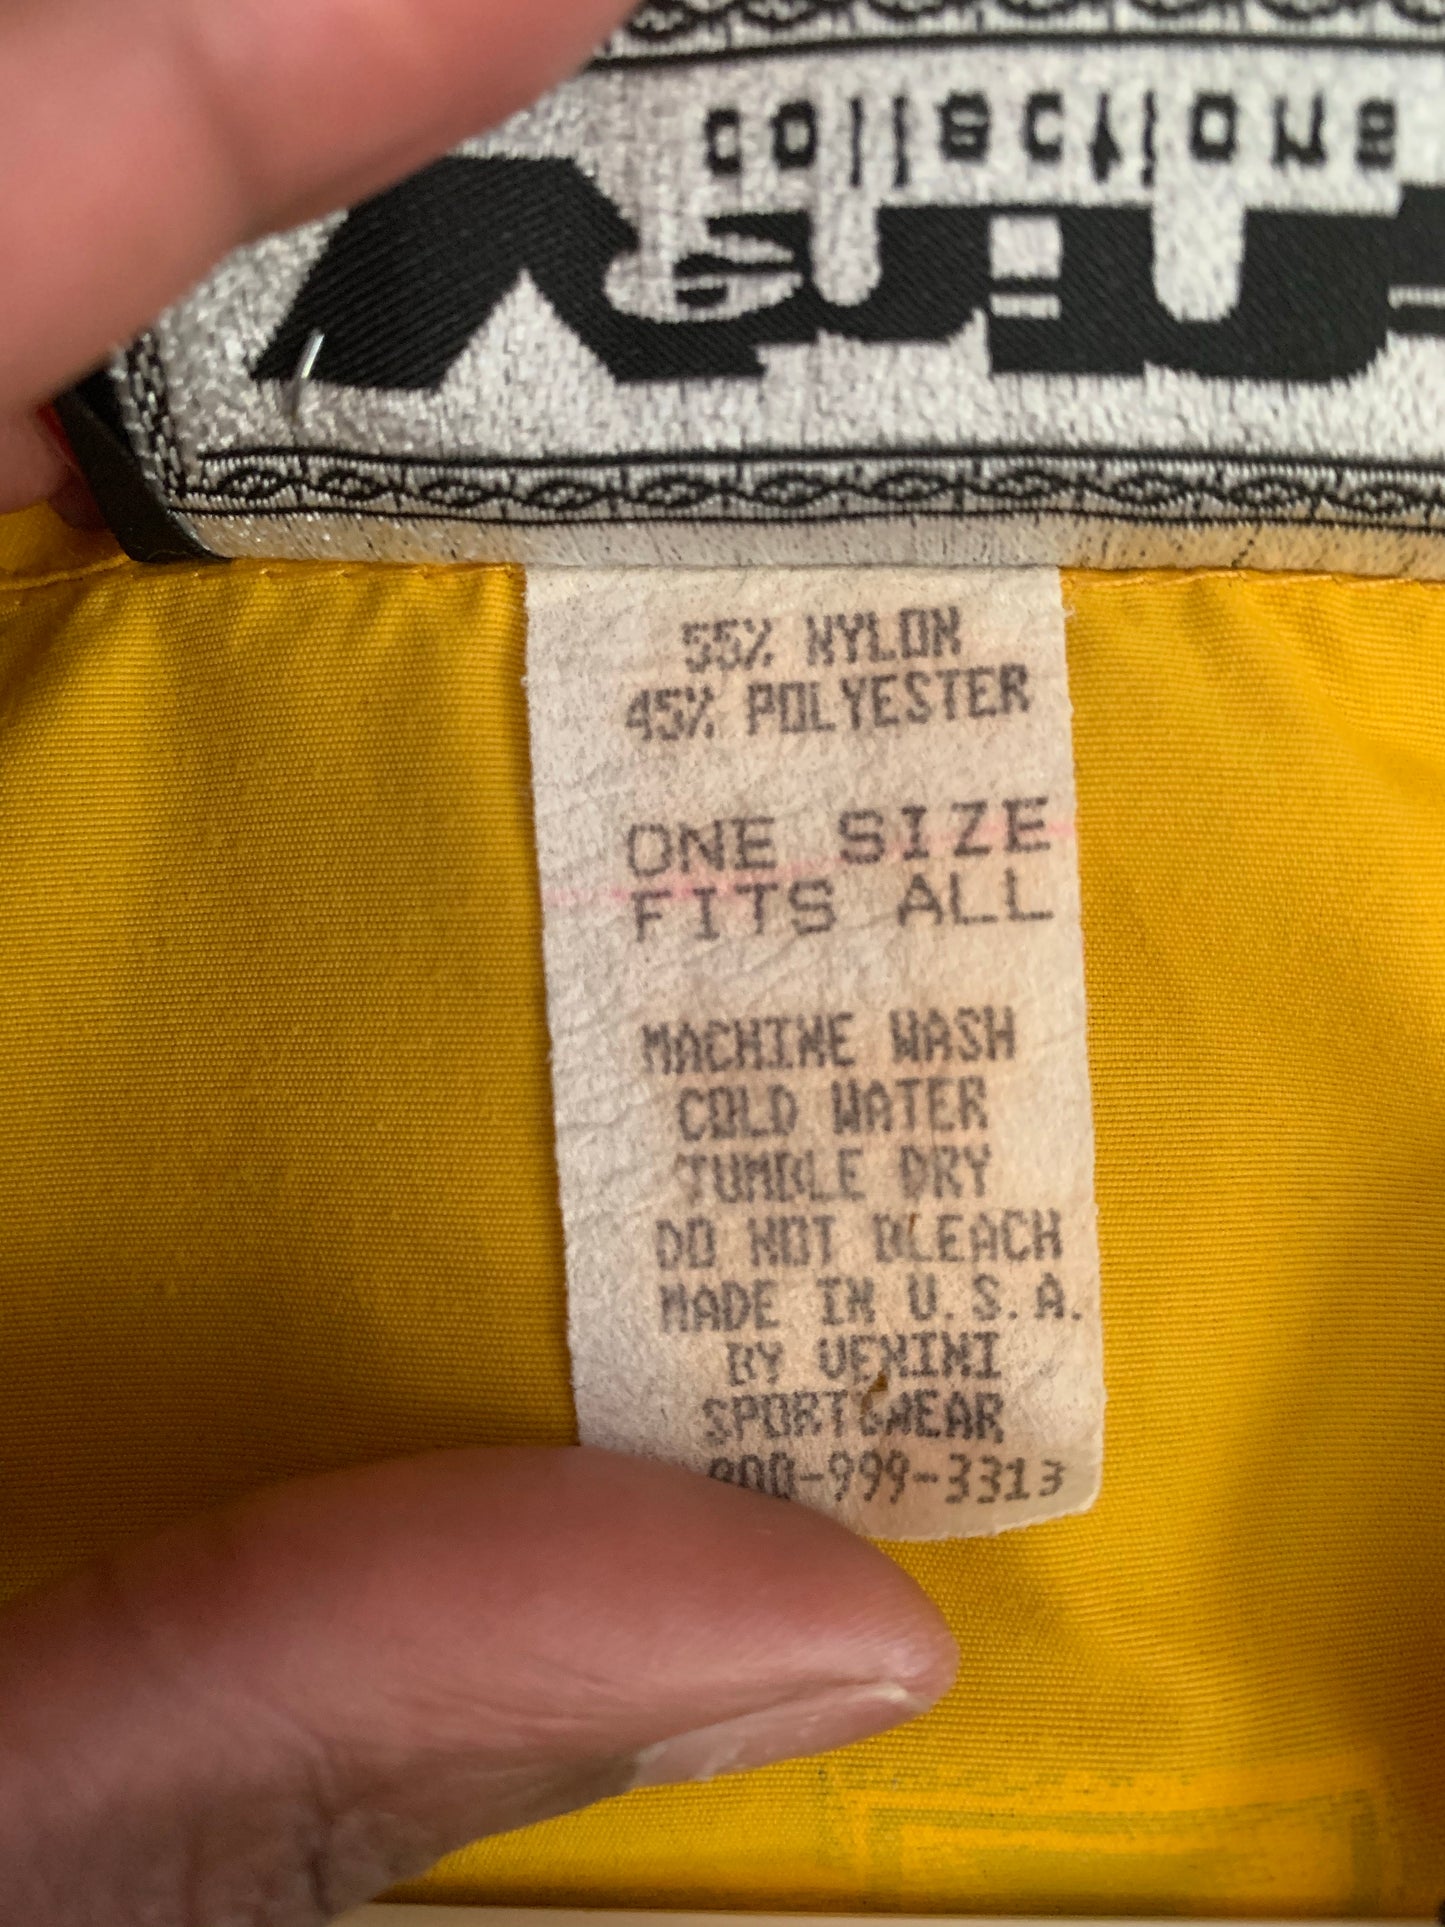 collections
55% NYLON
45% POLYESTER
ONE SIZE
FITS ALL
MACHINE WASH
COLD WATER
TUMBLE DRY
DO NOT BLEACH
MADE IN U.S.A.
BY VENINI
SPORTSWEAR
800-999-3313